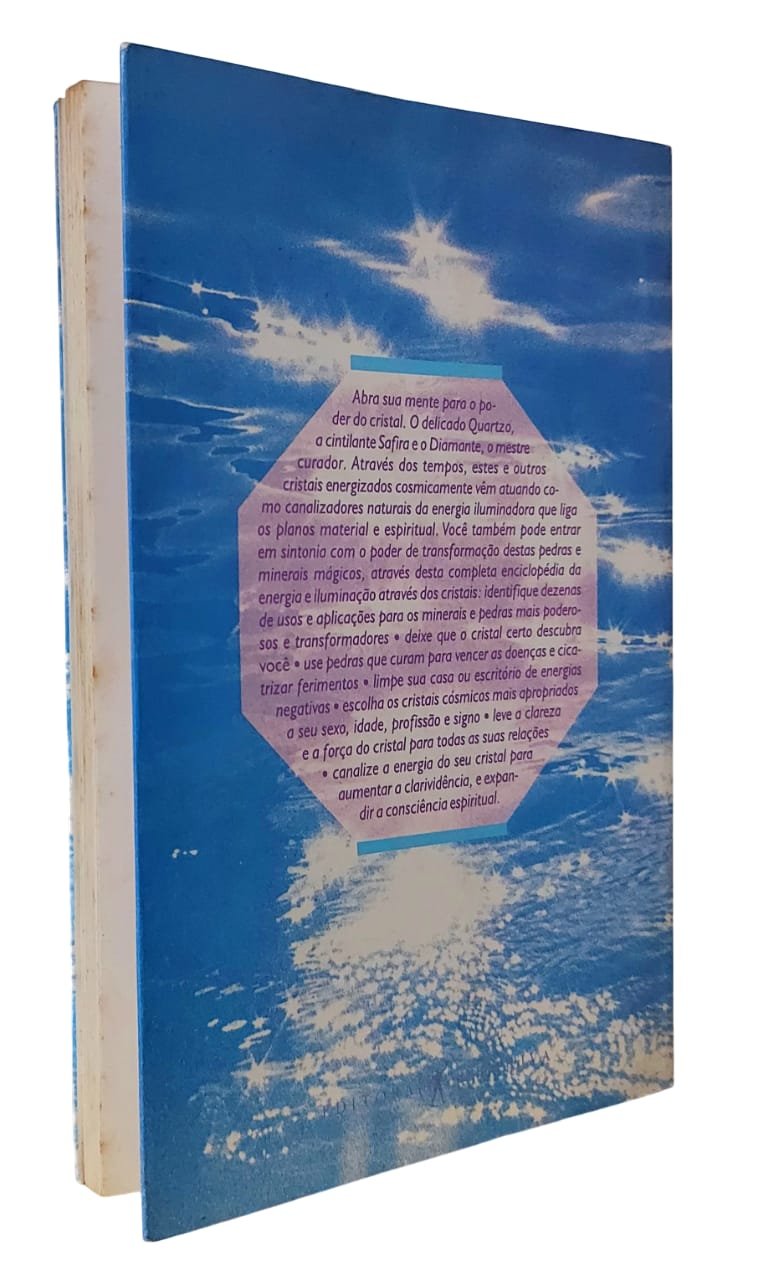 Abra sua mente para o po-
der do cristal. O delicado Quartzo,
a cintilante Safira e o Diamante, o mestre
curador. Através dos tempos, estes e outros
cristais energizados cosmicamente vêm atuando co-
mo canalizadores naturais da energia iluminadora que liga
os planos material e espiritual. Você também pode entrar
em sintonia com o poder de transformação destas pedras e
minerais mágicos, através desta completa enciclopédia da
energia e iluminação através dos cristais: identifique dezenas
de usos e aplicações para os minerais e pedras mais podero-
sos e transformadores • deixe que o cristal certo descubra
você • use pedras que curam para vencer as doenças e cica-
trizar ferimentos • limpe sua casa ou escritório de energias
negativas • escolha os cristais cósmicos mais apropriados
a seu sexo, idade, profissão e signo • leve a clareza
e a força do cristal para todas as suas relações
• canalize a energia do seu cristal para
aumentar a clarividência, e expan-
dir a consciência espiritual.